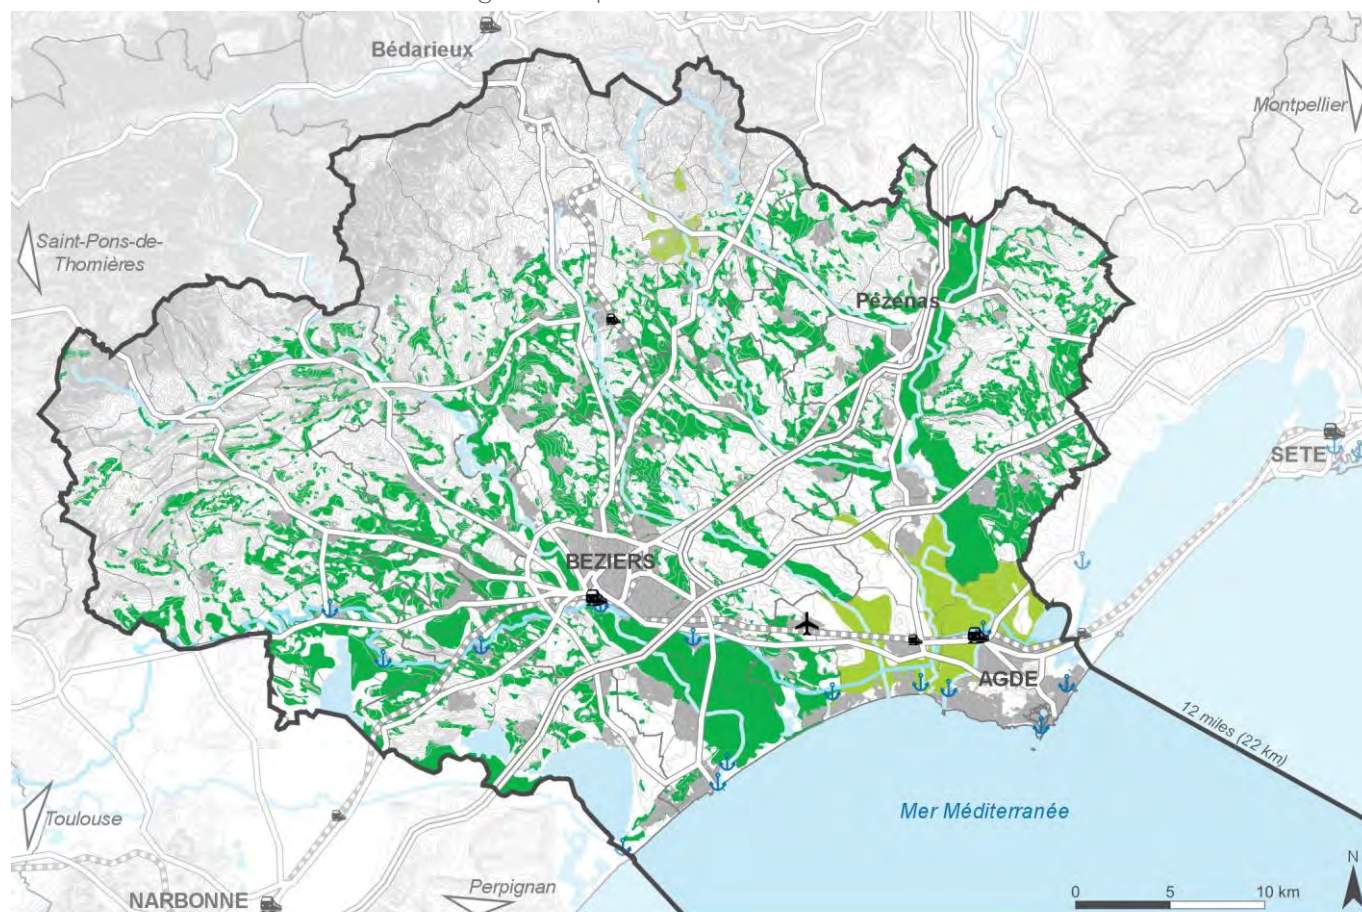 Bédarieux
Montpellier
Saint-Pons-de-
Thomières
Pézenas
SETE
BEZIERS
AGDE
12 miles (22 km)
Toulouse
Mer Méditerranée
Perpignan
NARBONNE
N
0 5 10 km